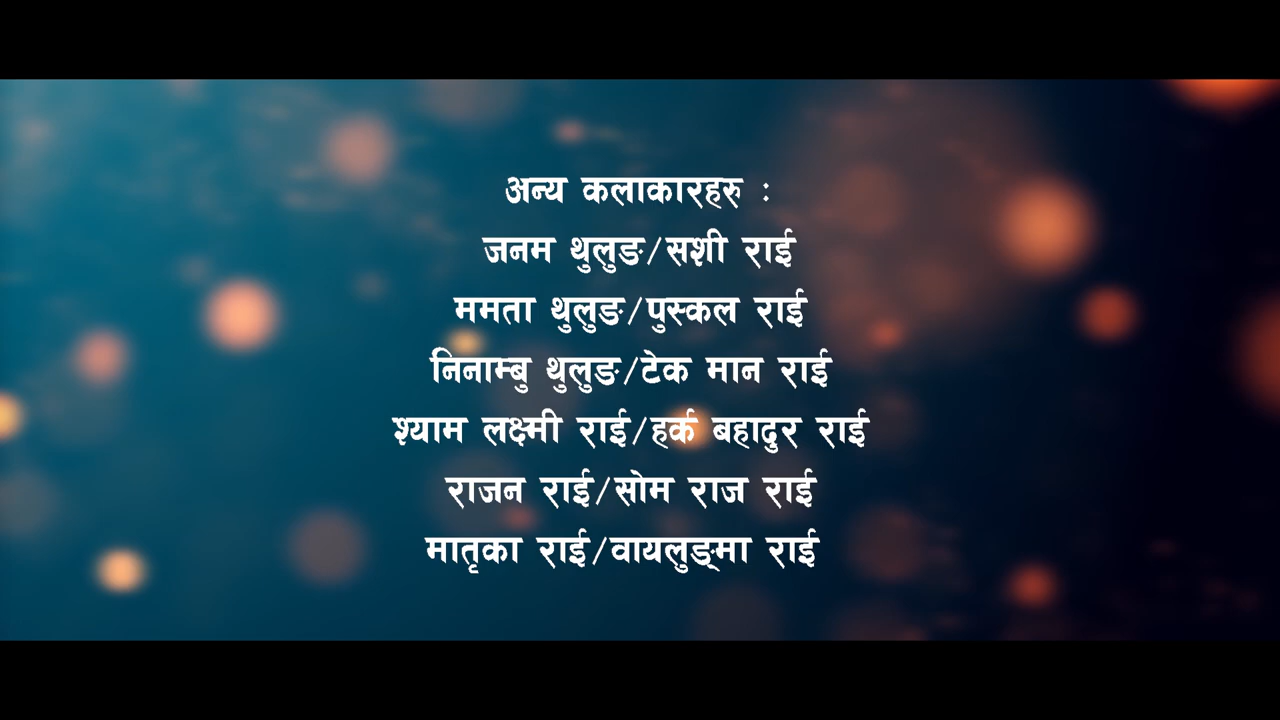 अन्य कलाकारहरु :
जनम थुलुङ/सशी राई
ममता थुलुङ/पुस्कल राई
निनाम्बु थुलुङ/टेक मान राई
श्याम लक्ष्मी राई/हर्क बहादुर राई
राजन राई/सोम राज राई
मातृका राई/वायलुङ्मा राई